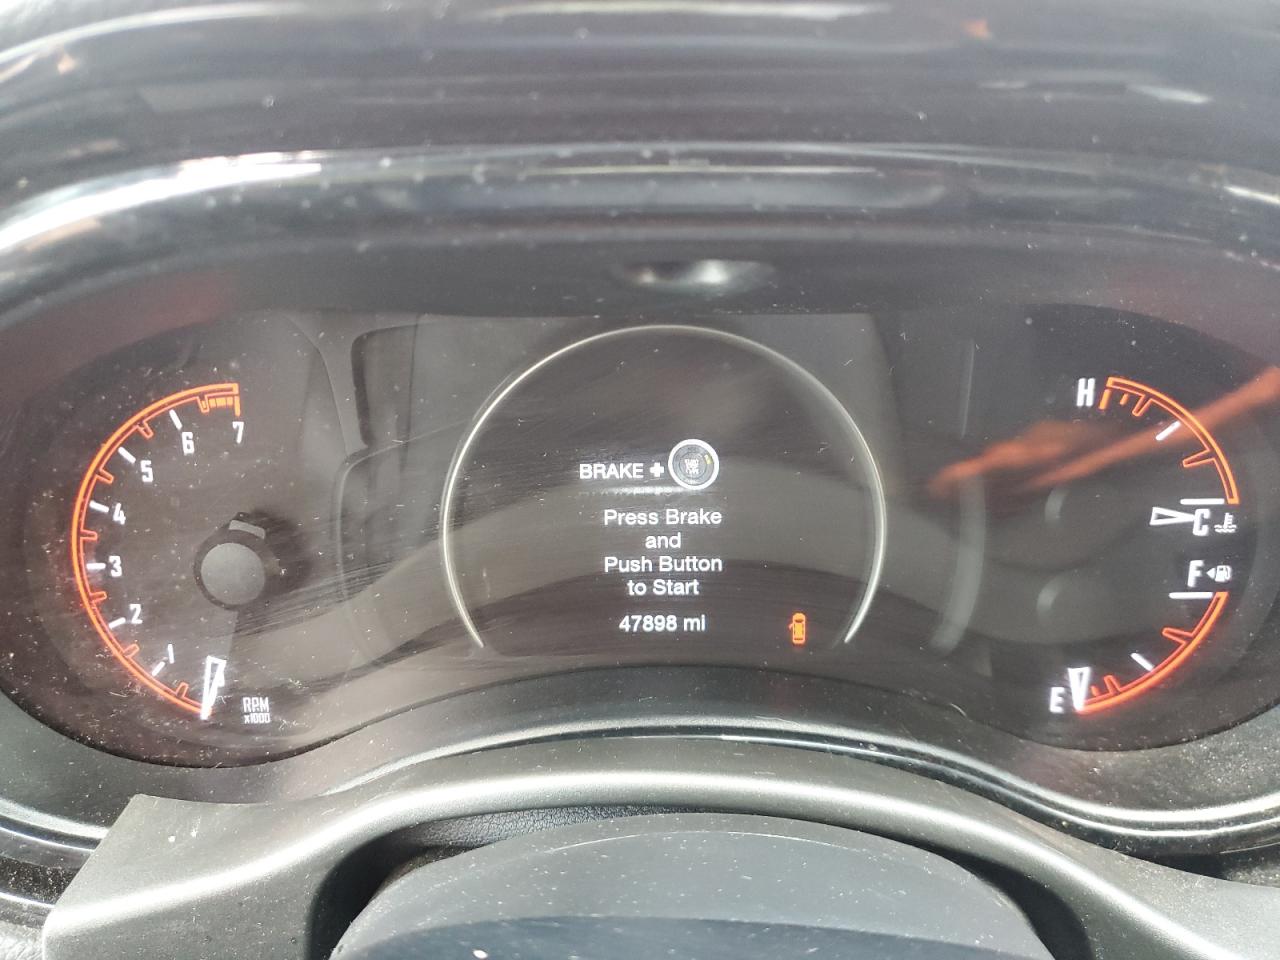 7
6
5
4
3
2
1
RPM
x1000
BRAKE +
Press Brake
and
Push Button
to Start
47898 mi
H
C
F
E